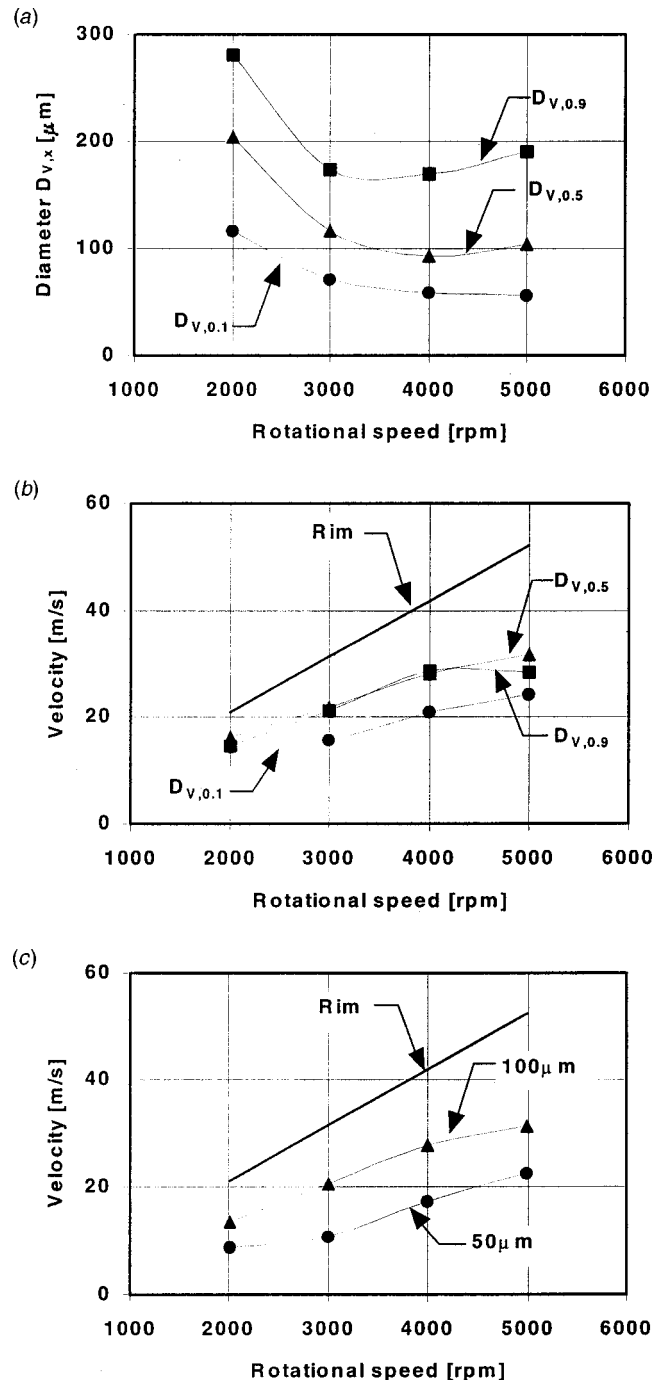 (a)
300
200
100
0
Diameter D_V,x [μm]
D_V,0.9
D_V,0.5
D_V,0.1
1000 2000 3000 4000 5000 6000
Rotational speed [rpm]
(b)
60
40
20
0
Velocity [m/s]
Rim
D_V,0.5
D_V,0.9
D_V,0.1
1000 2000 3000 4000 5000 6000
Rotational speed [rpm]
(c)
60
40
20
0
Velocity [m/s]
Rim
100μm
50μm
1000 2000 3000 4000 5000 6000
Rotational speed [rpm]